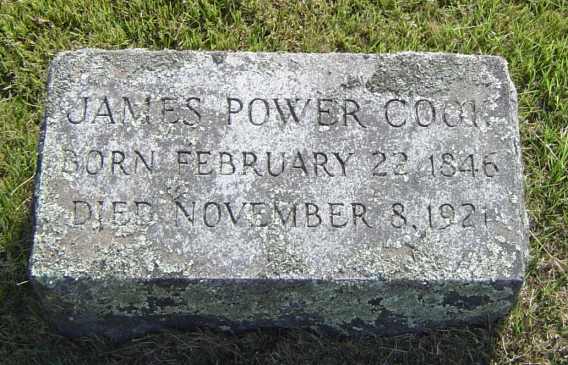 JAMES POWER COOK
BORN FEBRUARY 22 1846
DIED NOVEMBER 8, 1921